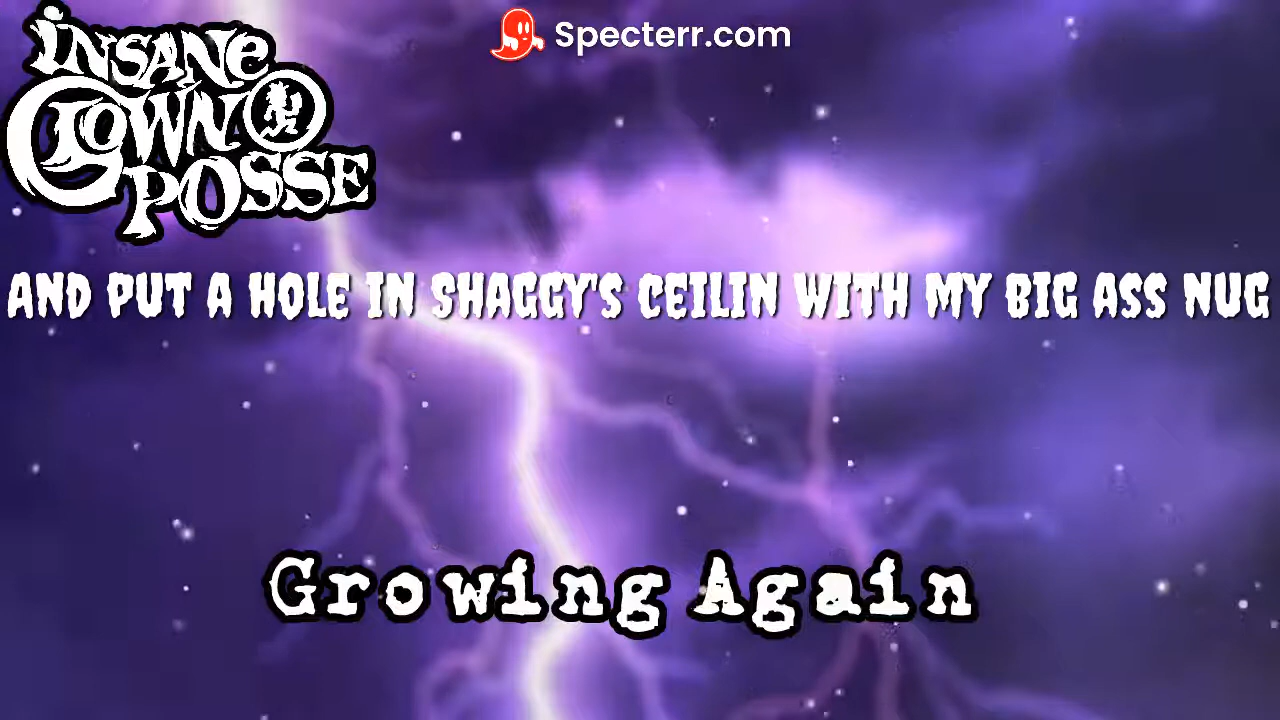 Specterr.com
INSANE
CLOWN
POSSE
AND PUT A HOLE IN SHAGGY'S CEILIN WITH MY BIG ASS NUG
Growing Again